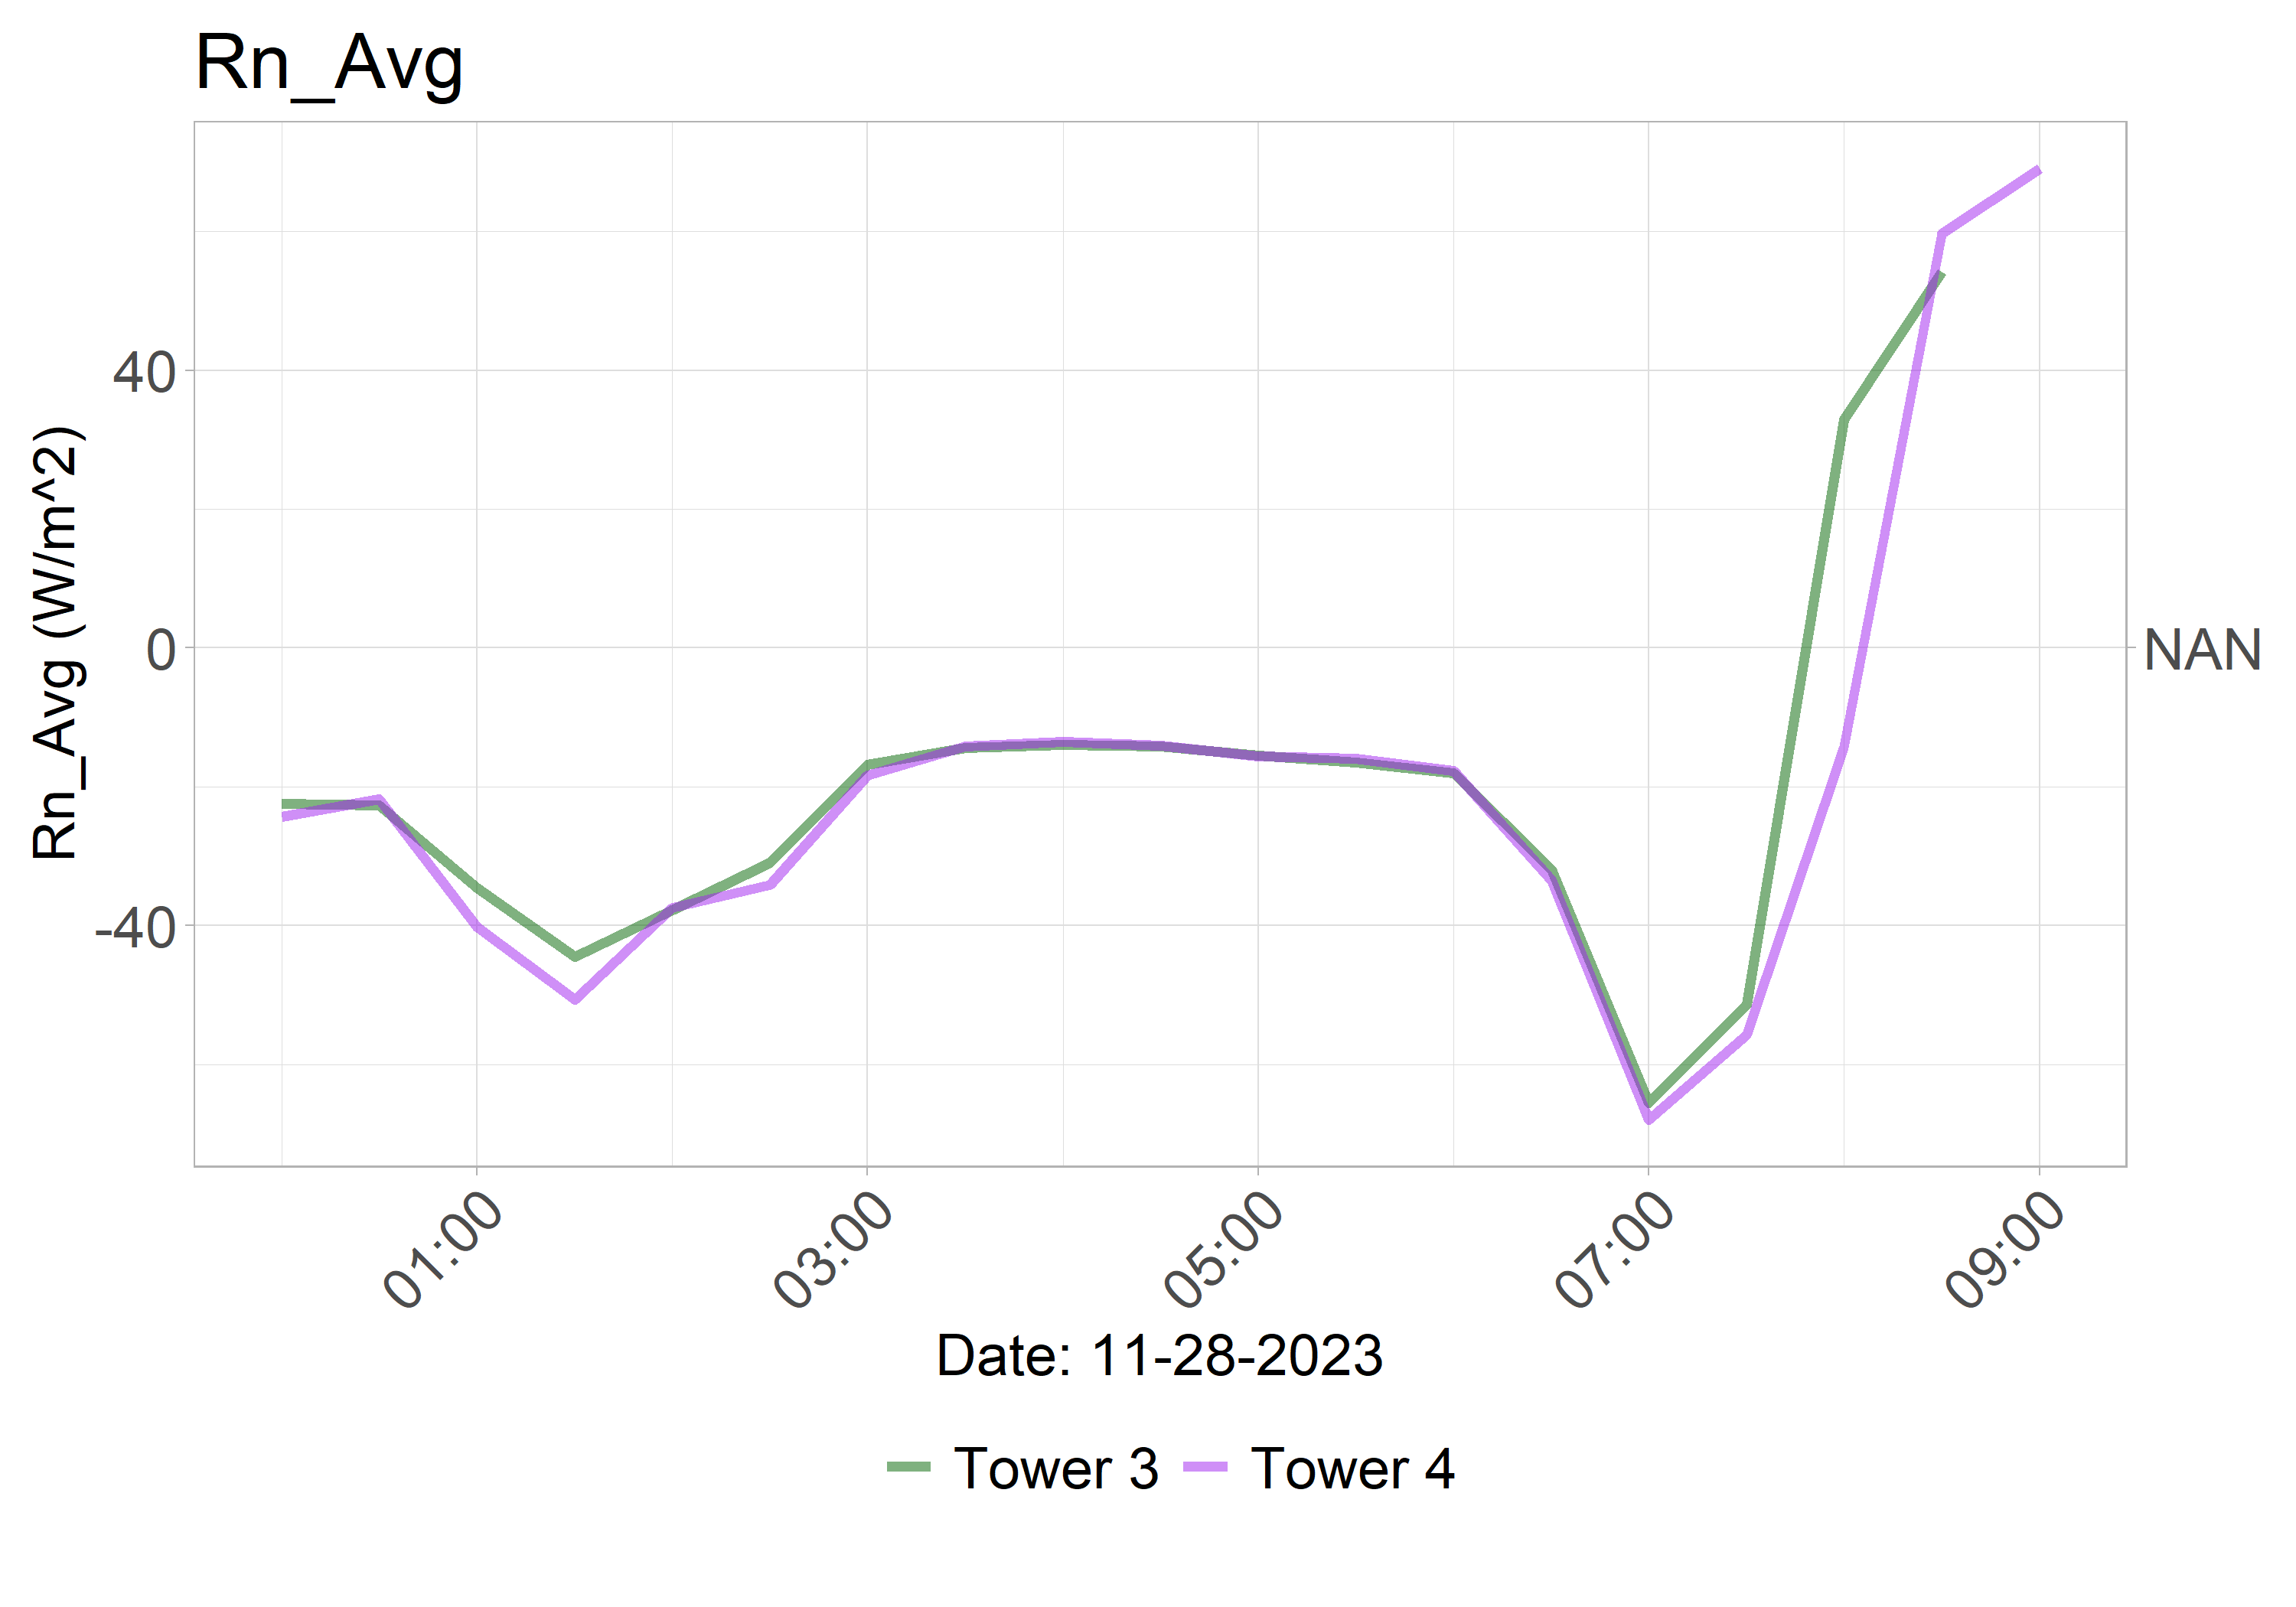 Rn_Avg
Rn_Avg (W/m^2)
40
0
-40
NAN
01:00
03:00
05:00
07:00
09:00
Date: 11-28-2023
Tower 3
Tower 4